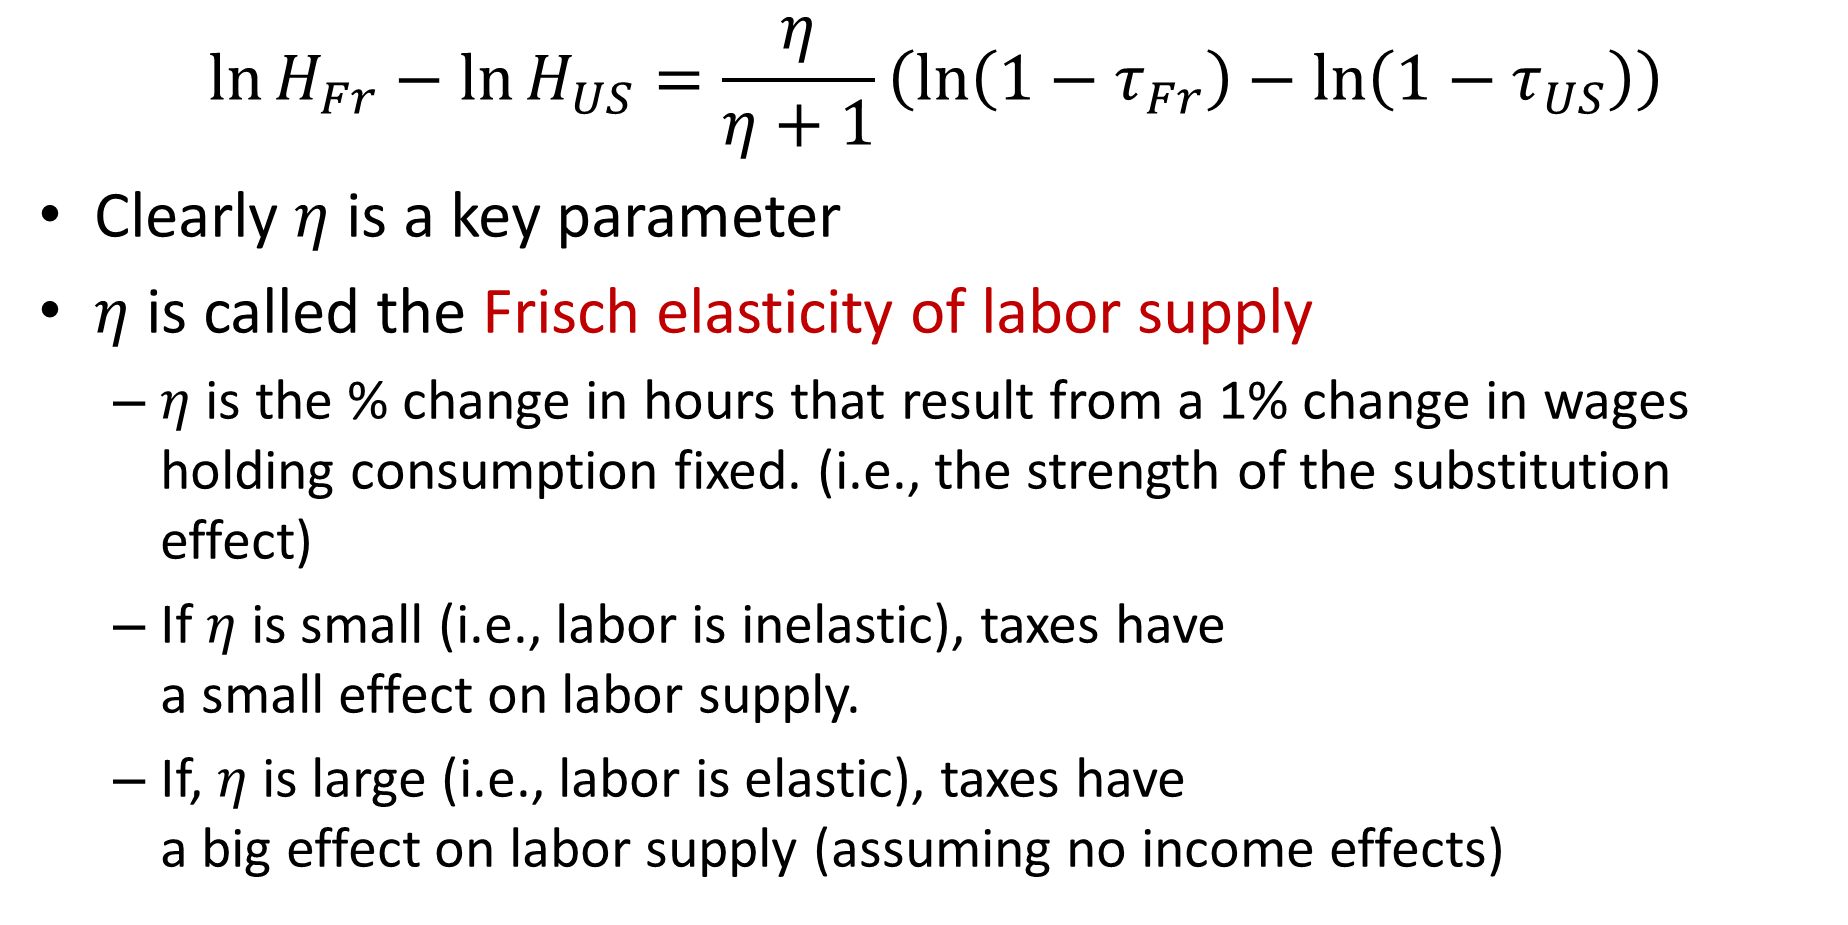 ln H_Fr − ln H_US = η/(η + 1) (ln(1 − τ_Fr) − ln(1 − τ_US))
• Clearly η is a key parameter
• η is called the Frisch elasticity of labor supply
– η is the % change in hours that result from a 1% change in wages
holding consumption fixed. (i.e., the strength of the substitution
effect)
– If η is small (i.e., labor is inelastic), taxes have
a small effect on labor supply.
– If, η is large (i.e., labor is elastic), taxes have
a big effect on labor supply (assuming no income effects)